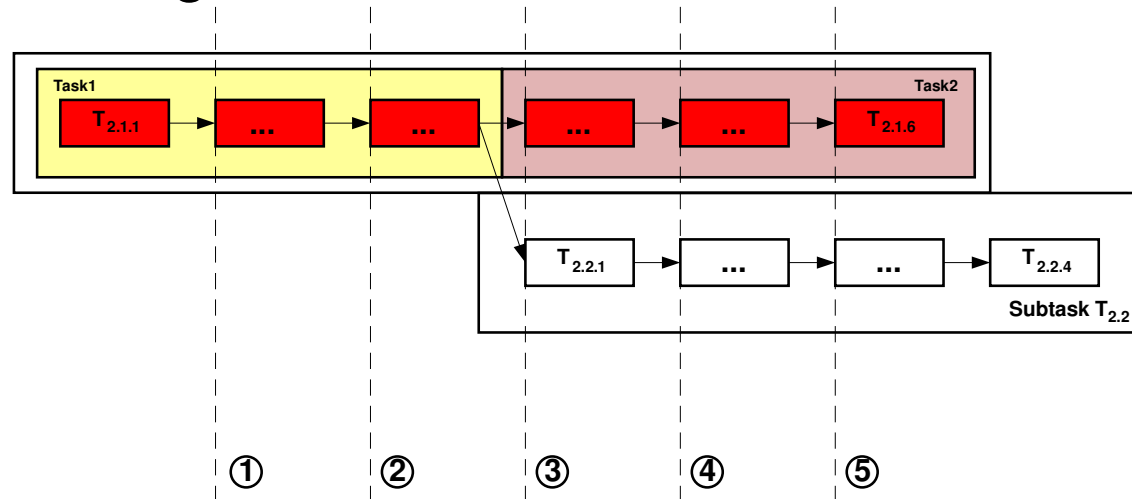 Task1 Task2
T2.1.1 ... ... ... ... T2.1.6
T2.2.1 ... ... T2.2.4
Subtask T2.2
① ② ③ ④ ⑤